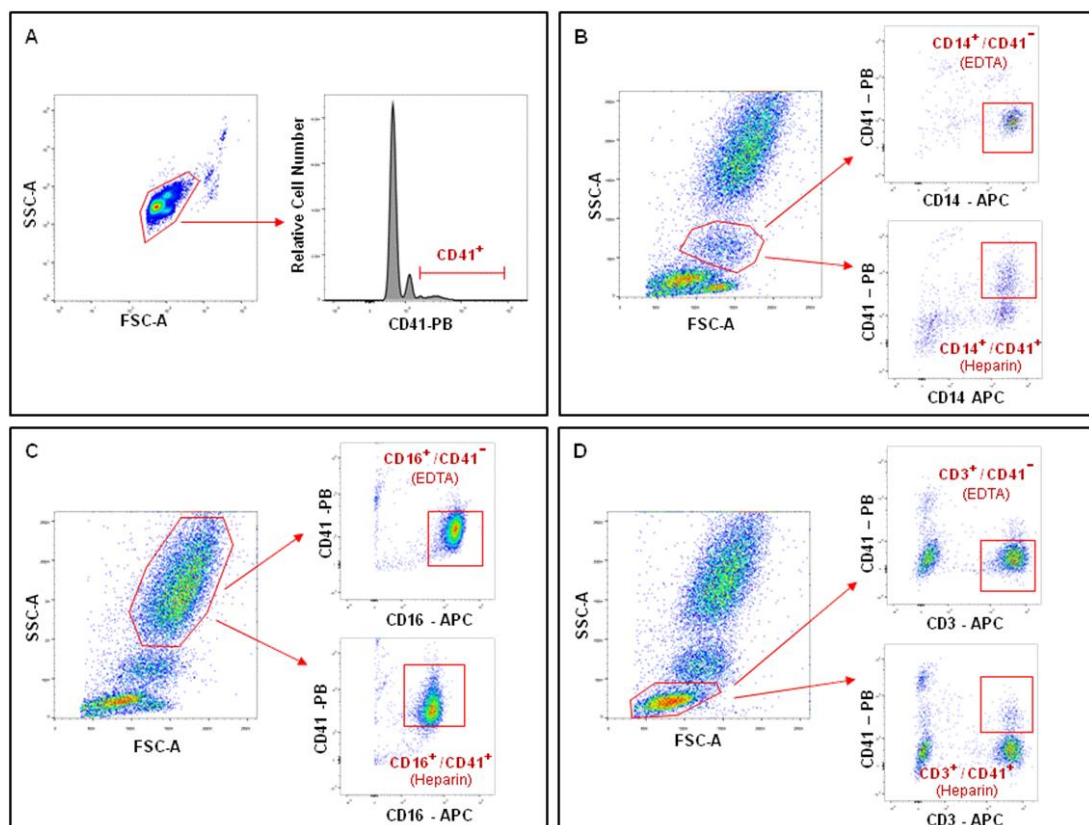 A
SSC-A
FSC-A
Relative Cell Number
CD41⁺
CD41-PB
B
SSC-A
FSC-A
CD41 – PB
CD14⁺/CD41⁻
(EDTA)
CD14 - APC
CD41 – PB
CD14⁺/CD41⁺
(Heparin)
CD14 APC
C
SSC-A
FSC-A
CD41 -PB
CD16⁺/CD41⁻
(EDTA)
CD16 - APC
CD41 -PB
CD16⁺/CD41⁺
(Heparin)
CD16 - APC
D
SSC-A
FSC-A
CD41 – PB
CD3⁺/CD41⁻
(EDTA)
CD3 - APC
CD41 – PB
CD3⁺/CD41⁺
(Heparin)
CD3 - APC